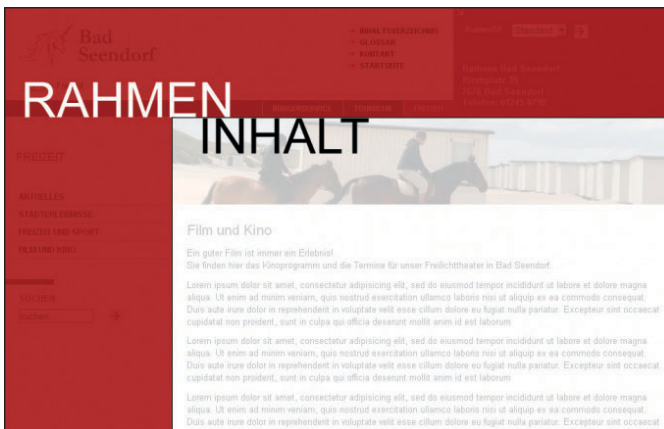 Bad
Seendorf
→ INHALTSVERZEICHNIS
→ GLOSSAR
→ KONTAKT
→ STARTSEITE
Auswahl: Standard
Rathaus Bad Seendorf
7676 Bad Seendorf
RAHMEN
BÜRGERSERVICE TOURISMUS FREIZEIT
INHALT
FREIZEIT
AKTUELLES
STADTERLEBNISSE
FREIZEIT UND SPORT
FILM UND KINO
SUCHEN
suchen
Film und Kino
Ein guter Film ist immer ein Erlebnis!
Sie finden hier das Kinoprogramm und die Termine für unser Freilichttheater in Bad Seendorf.
Lorem ipsum dolor sit amet, consectetur adipisicing elit, sed do eiusmod tempor incididunt ut labore et dolore magna
aliqua. Ut enim ad minim veniam, quis nostrud exercitation ullamco laboris nisi ut aliquip ex ea commodo consequat.
Duis aute irure dolor in reprehenderit in voluptate velit esse cillum dolore eu fugiat nulla pariatur. Excepteur sint occaecat
cupidatat non proident, sunt in culpa qui officia deserunt mollit anim id est laborum.
Lorem ipsum dolor sit amet, consectetur adipisicing elit, sed do eiusmod tempor incididunt ut labore et dolore magna
aliqua. Ut enim ad minim veniam, quis nostrud exercitation ullamco laboris nisi ut aliquip ex ea commodo consequat.
Duis aute irure dolor in reprehenderit in voluptate velit esse cillum dolore eu fugiat nulla pariatur. Excepteur sint occaecat
cupidatat non proident, sunt in culpa qui officia deserunt mollit anim id est laborum.
Lorem ipsum dolor sit amet, consectetur adipisicing elit, sed do eiusmod tempor incididunt ut labore et dolore magna
aliqua. Ut enim ad minim veniam, quis nostrud exercitation ullamco laboris nisi ut aliquip ex ea commodo consequat.
Duis aute irure dolor in reprehenderit in voluptate velit esse cillum dolore eu fugiat nulla pariatur. Excepteur sint occaecat